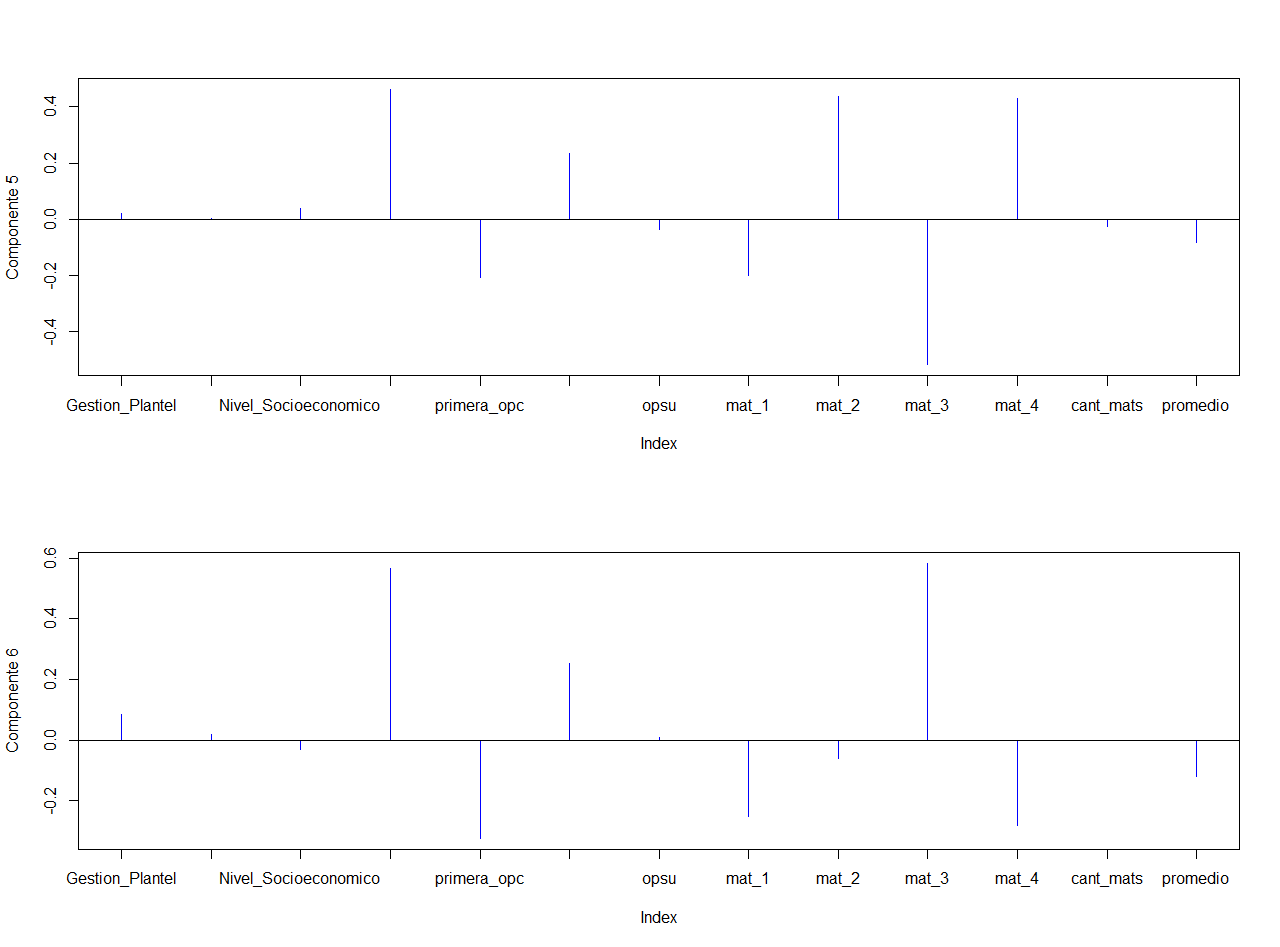 Componente 5
0.4
0.2
0.0
-0.2
-0.4
Gestion_Plantel Nivel_Socioeconomico primera_opc opsu mat_1 mat_2 mat_3 mat_4 cant_mats promedio
Index
Componente 6
0.6
0.4
0.2
0.0
-0.2
Gestion_Plantel Nivel_Socioeconomico primera_opc opsu mat_1 mat_2 mat_3 mat_4 cant_mats promedio
Index